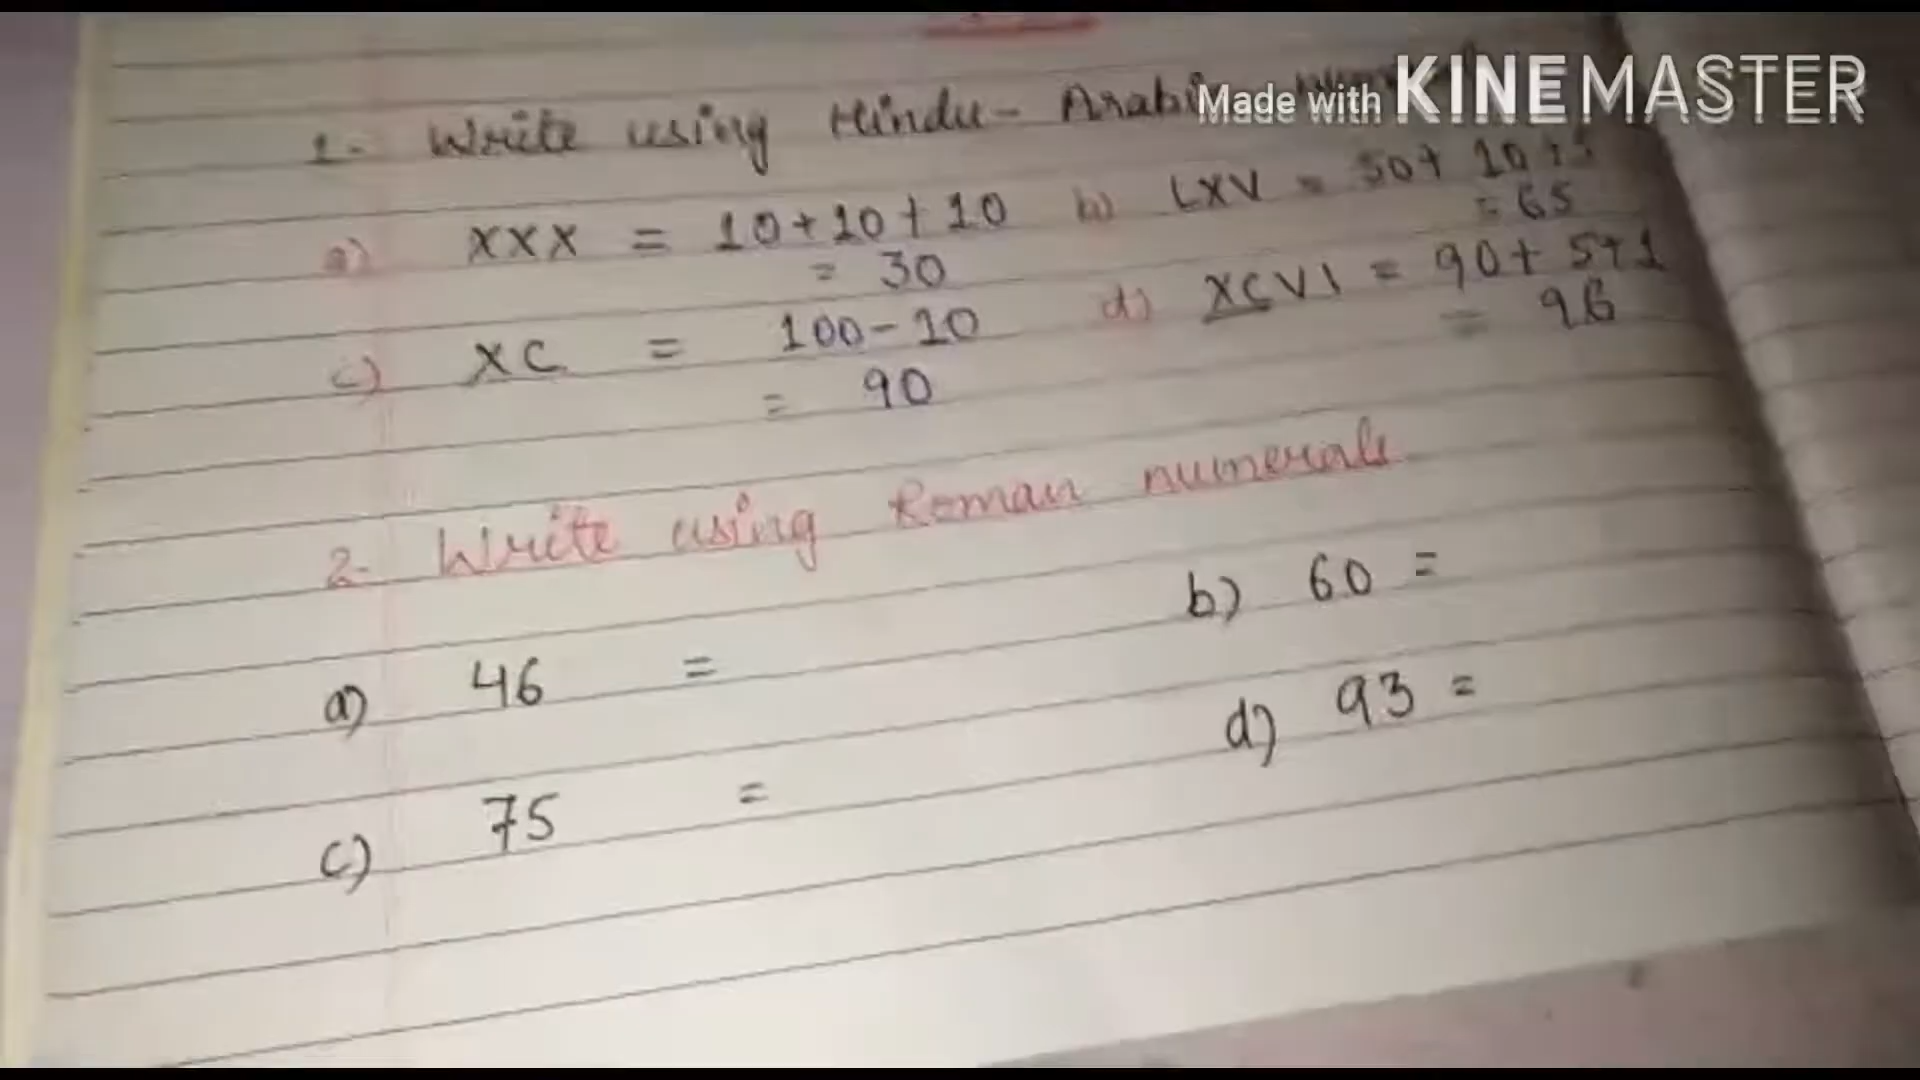 Made with KINEMASTER
1- Write using Hindu-
a) XXX = 10+10+10 b) LXV = 50+ 10+
= 30 = 65
c) XC = 100-10 d) XCVI = 90+ 5+1
= 90 = 96
2- Write using Roman numerals
a) 46 = b) 60 =
c) 75 = d) 93 =